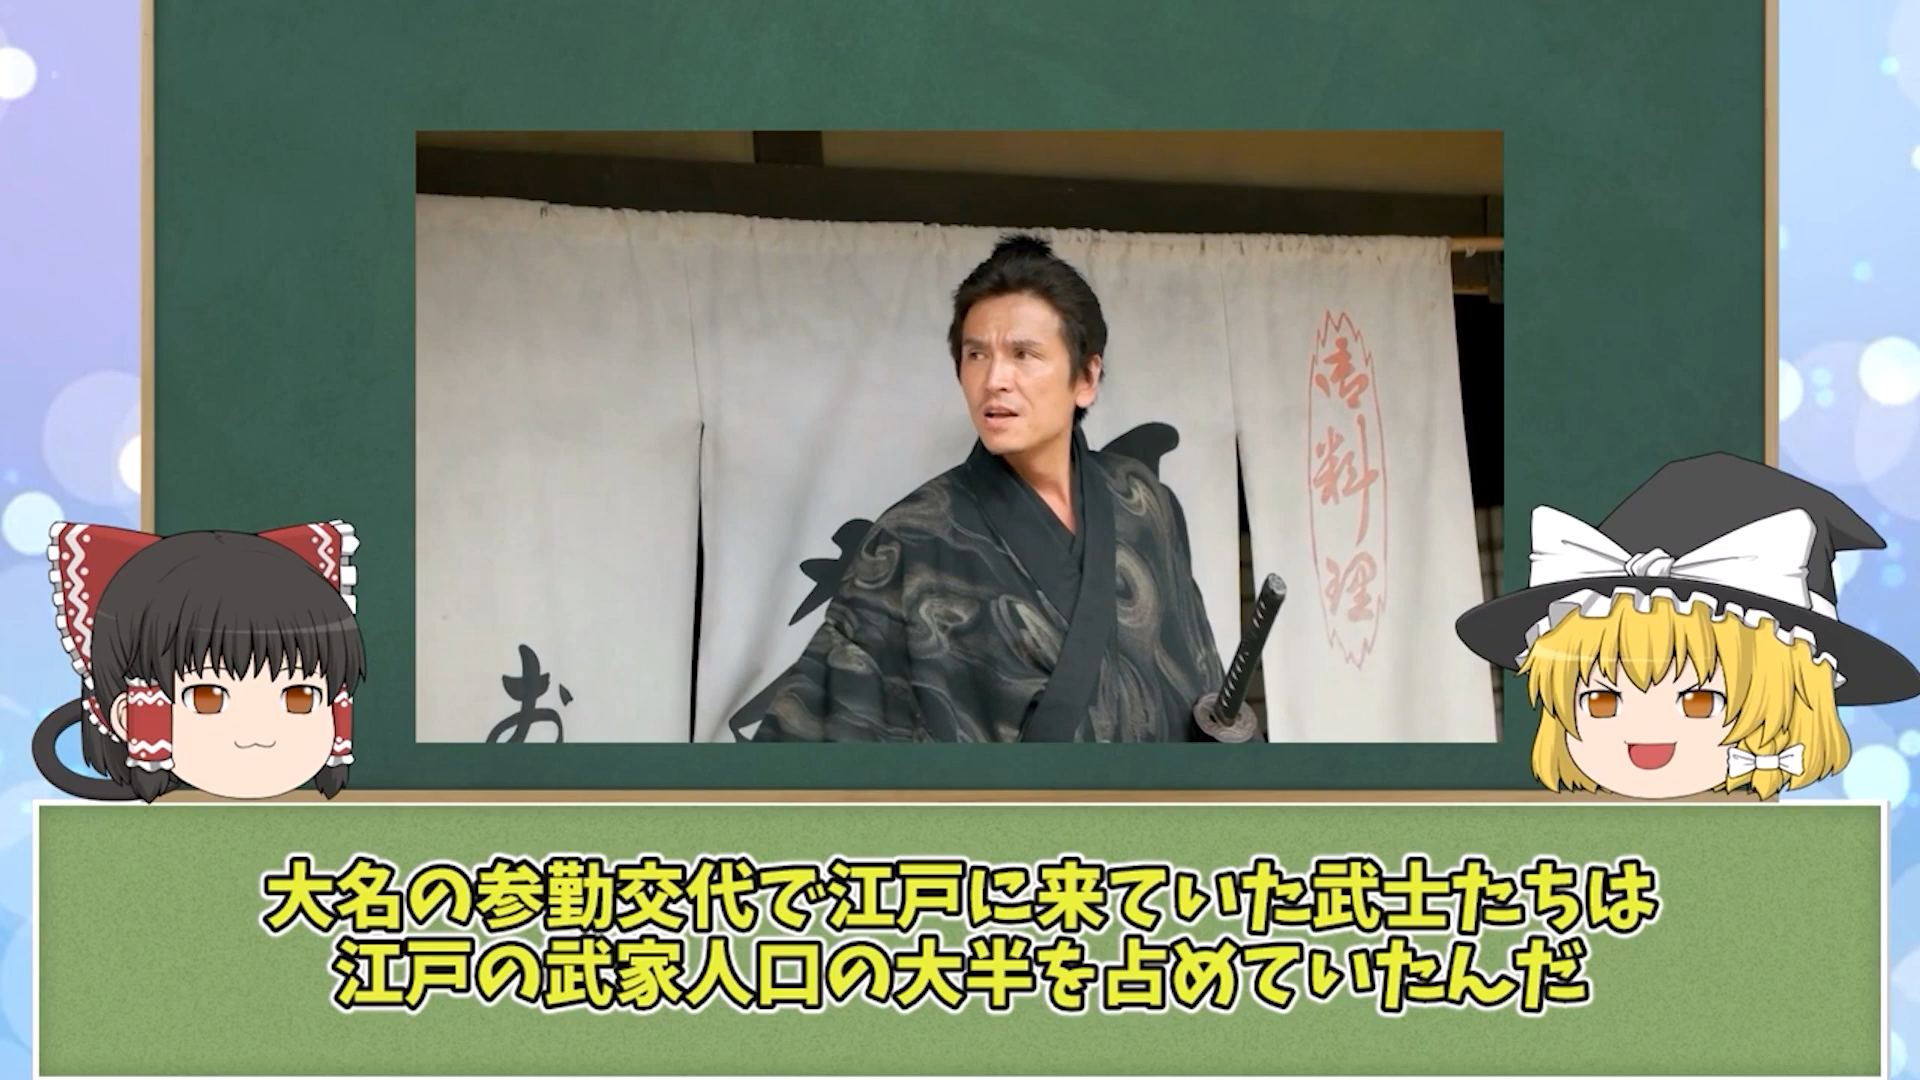 御料理
お
大名の参勤交代で江戸に来ていた武士たちは
江戸の武家人口の大半を占めていたんだ